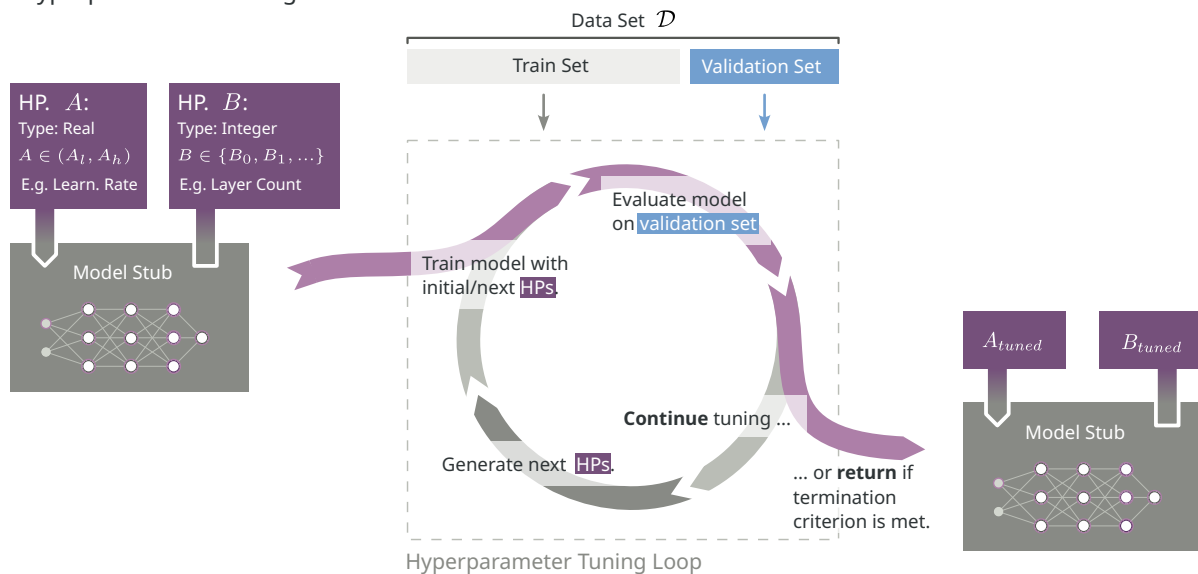 Data Set 𝒟
Train Set
Validation Set
HP. A:
Type: Real
A ∈ (A_l, A_h)
E.g. Learn. Rate
HP. B:
Type: Integer
B ∈ {B_0, B_1, ...}
E.g. Layer Count
Model Stub
Evaluate model
on validation set
Train model with
initial/next HPs.
Continue tuning ...
Generate next HPs.
... or return if
termination
criterion is met.
Hyperparameter Tuning Loop
A_tuned
B_tuned
Model Stub